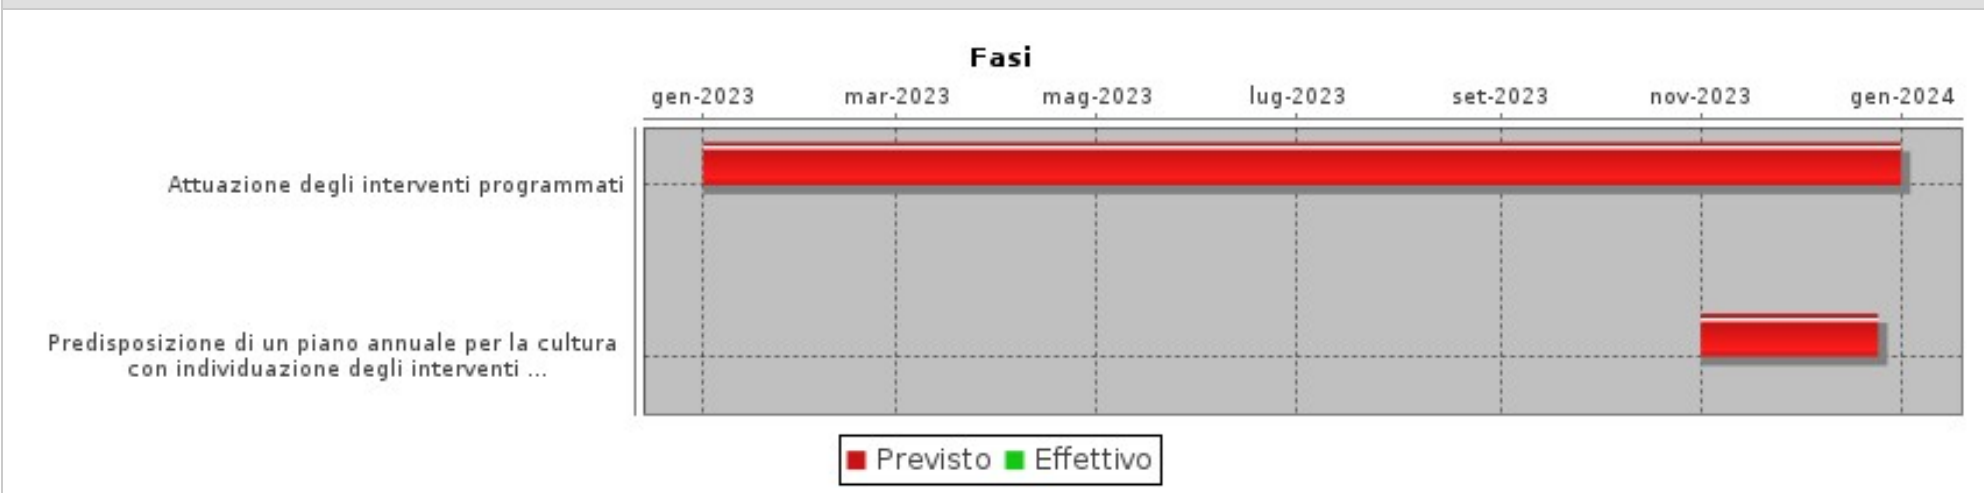 Fasi
gen-2023 mar-2023 mag-2023 lug-2023 set-2023 nov-2023 gen-2024
Attuazione degli interventi programmati
Predisposizione di un piano annuale per la cultura
con individuazione degli interventi ...
Previsto Effettivo